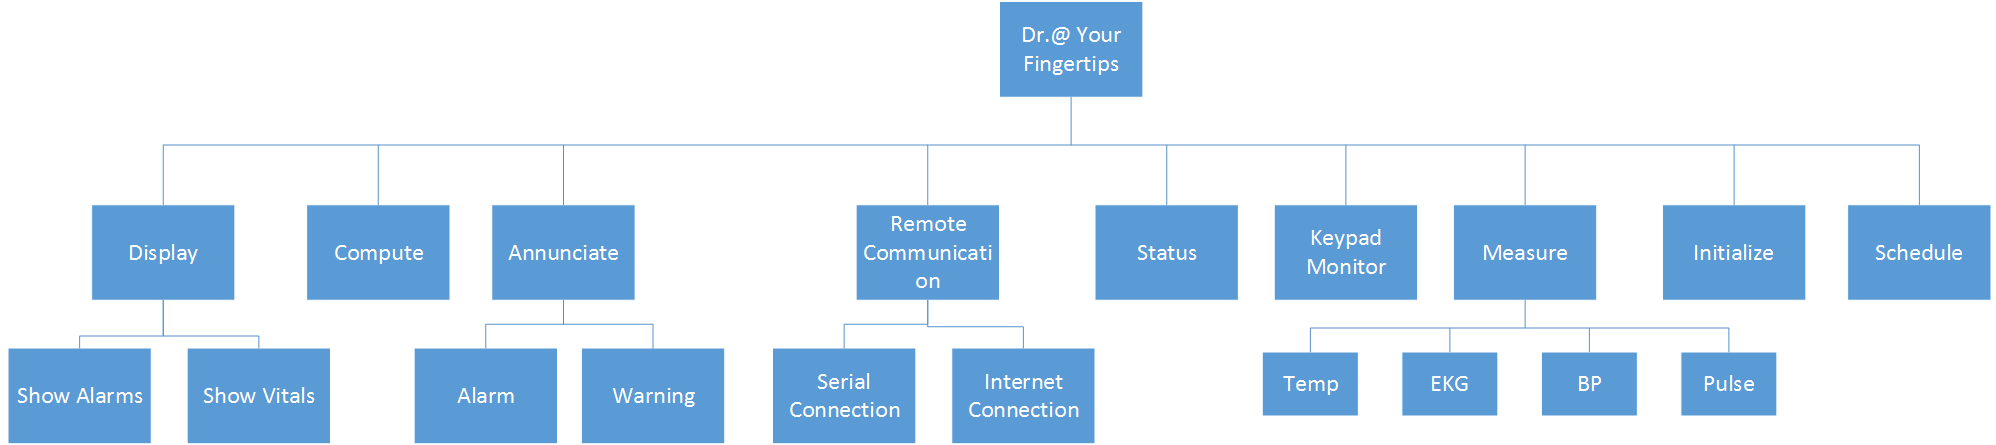 Dr.@ Your
Fingertips
Display
Compute
Annunciate
Remote
Communicati
on
Status
Keypad
Monitor
Measure
Initialize
Schedule
Show Alarms
Show Vitals
Alarm
Warning
Serial
Connection
Internet
Connection
Temp
EKG
BP
Pulse